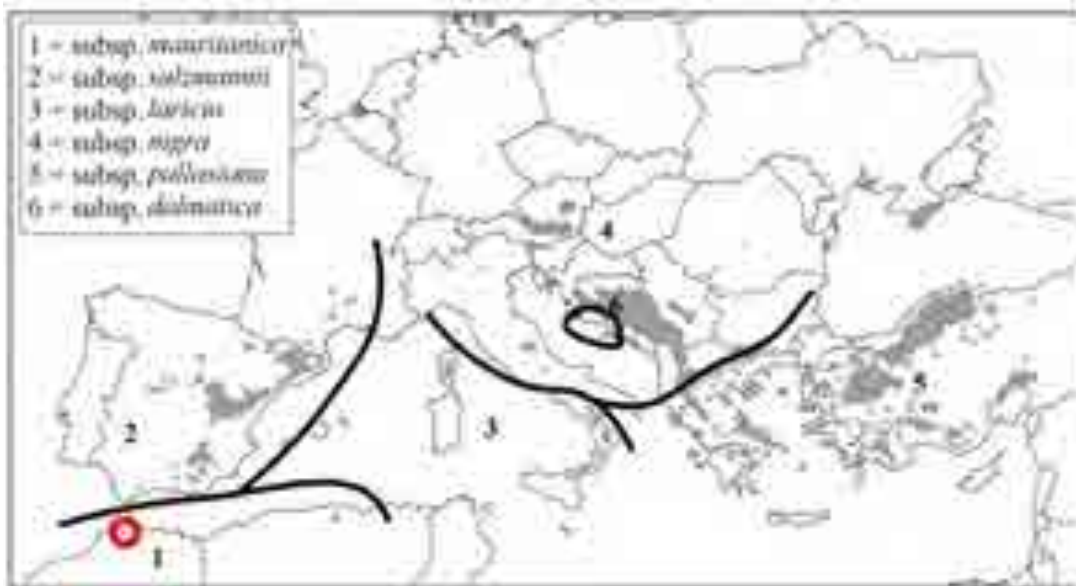 1 = subsp. mauritanica
2 = subsp. salzmannii
3 = subsp. laricio
4 = subsp. nigra
5 = subsp. pallasiana
6 = subsp. dalmatica
4
6
5
2
3
1